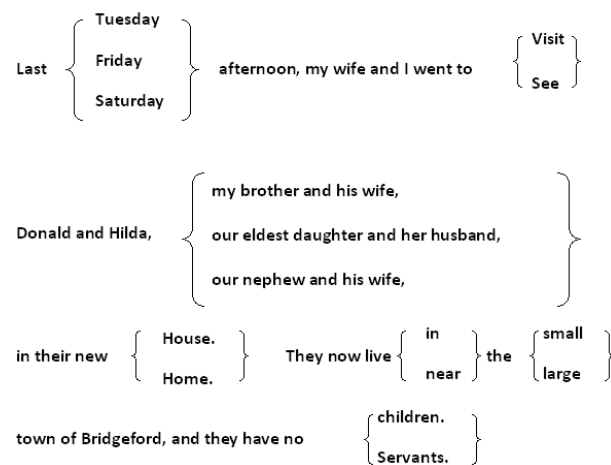 Tuesday
Last Friday afternoon, my wife and I went to Visit
Saturday See
my brother and his wife,
Donald and Hilda, our eldest daughter and her husband,
our nephew and his wife,
in their new House. They now live in the small
Home. near large
town of Bridgeford, and they have no children.
Servants.